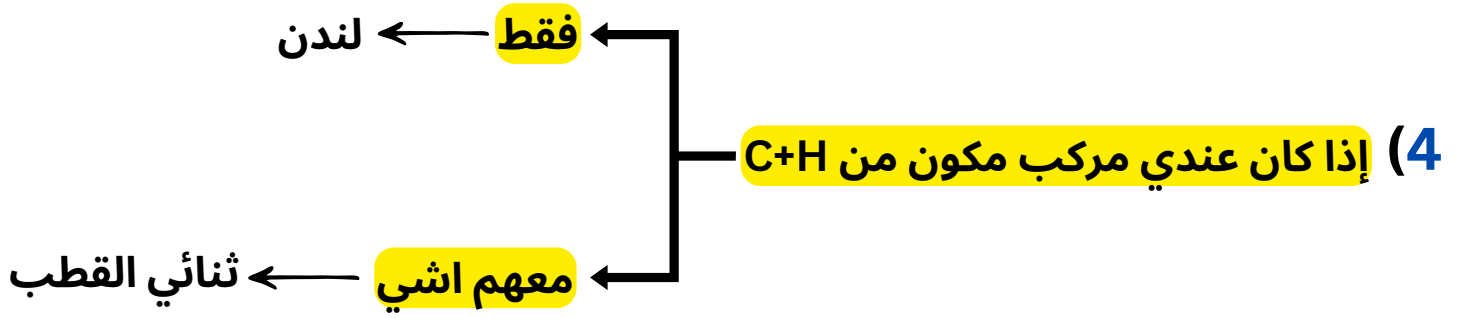 4) إذا كان عندي مركب مكون من C+H
فقط
لندن
معهم اشي
ثنائي القطب